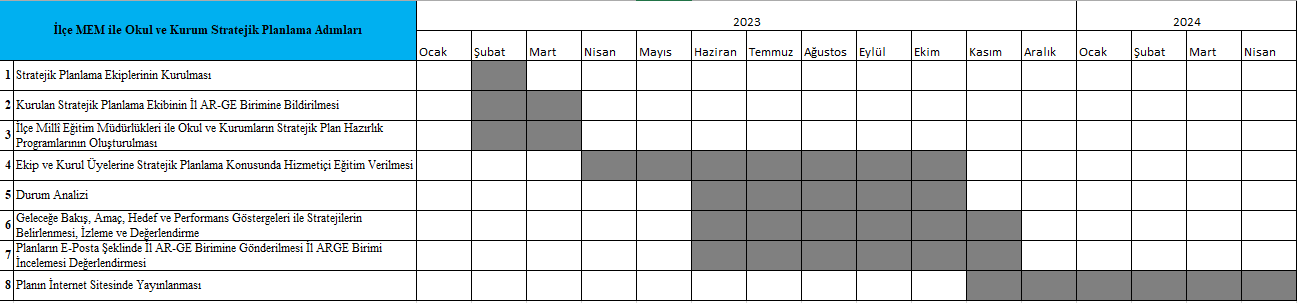 İlçe MEM ile Okul ve Kurum Stratejik Planlama Adımları
2023 2024
Ocak Şubat Mart Nisan Mayıs Haziran Temmuz Ağustos Eylül Ekim Kasım Aralık Ocak Şubat Mart Nisan
1 Stratejik Planlama Ekiplerinin Kurulması
2 Kurulan Stratejik Planlama Ekibinin İl AR-GE Birimine Bildirilmesi
3 İlçe Millî Eğitim Müdürlükleri ile Okul ve Kurumların Stratejik Plan Hazırlık
Programlarının Oluşturulması
4 Ekip ve Kurul Üyelerine Stratejik Planlama Konusunda Hizmetiçi Eğitim Verilmesi
5 Durum Analizi
6 Geleceğe Bakış, Amaç, Hedef ve Performans Göstergeleri ile Stratejilerin
Belirlenmesi, İzleme ve Değerlendirme
7 Planların E-Posta Şeklinde İl AR-GE Birimine Gönderilmesi İl ARGE Birimi
İncelemesi Değerlendirmesi
8 Planın İnternet Sitesinde Yayınlanması